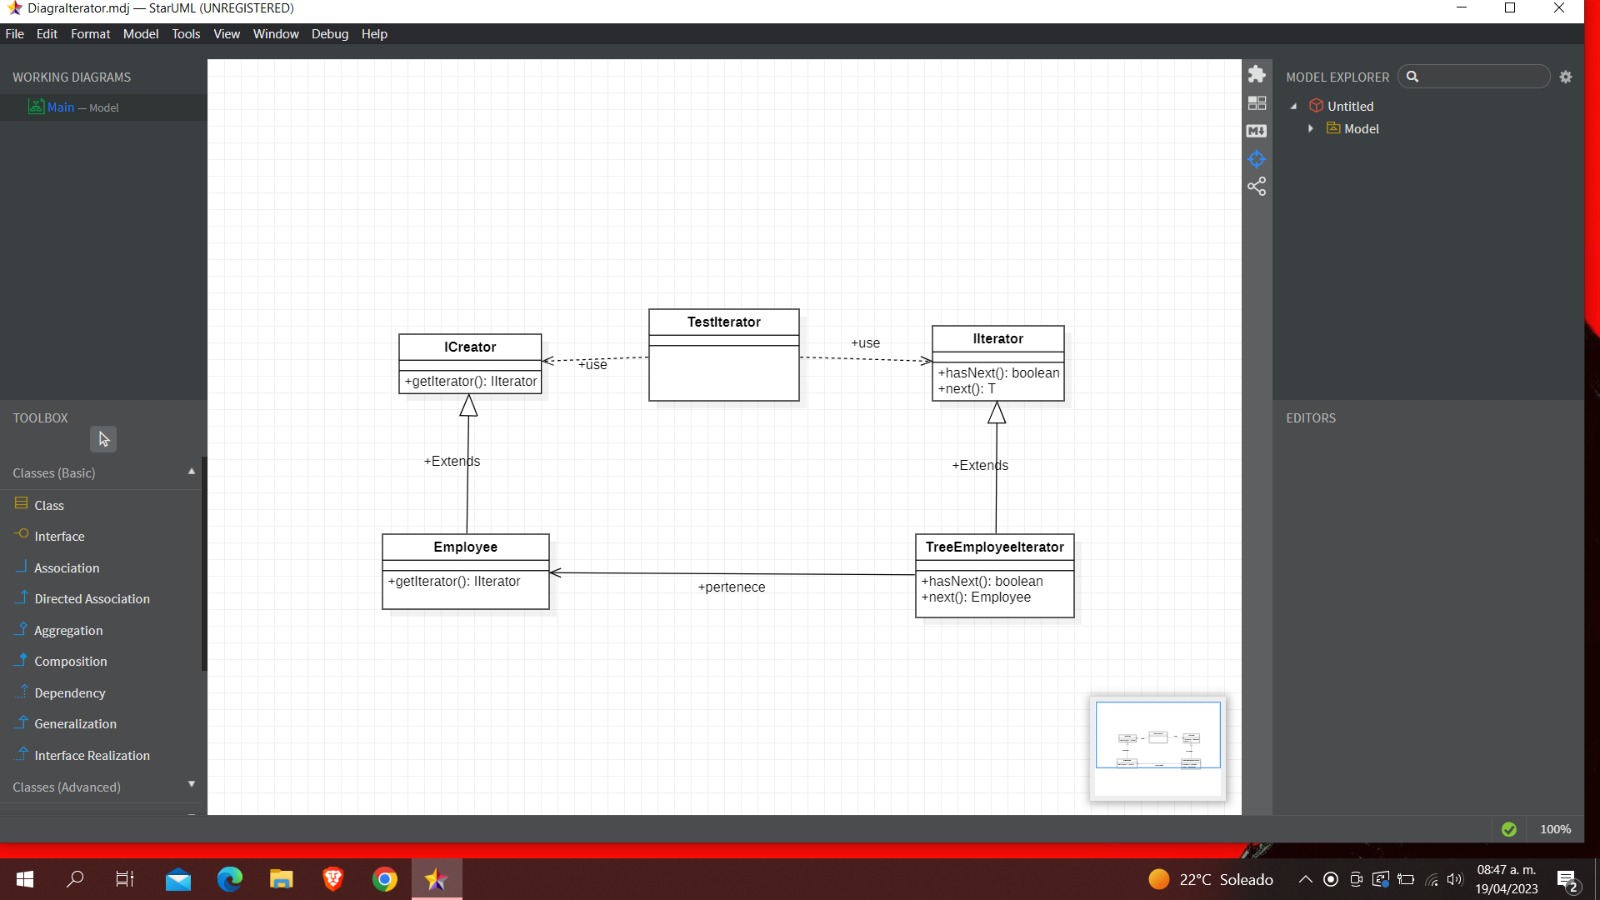 DiagraIterator.mdj — StarUML (UNREGISTERED)
File Edit Format Model Tools View Window Debug Help
WORKING DIAGRAMS
Main — Model
TOOLBOX
Classes (Basic)
Class
Interface
Association
Directed Association
Aggregation
Composition
Dependency
Generalization
Interface Realization
Classes (Advanced)
TestIterator
ICreator
+getIterator(): IIterator
+use
+use
IIterator
+hasNext(): boolean
+next(): T
+Extends
+Extends
Employee
+getIterator(): IIterator
+pertenece
TreeEmployeeIterator
+hasNext(): boolean
+next(): Employee
MODEL EXPLORER
Untitled
Model
EDITORS
M
100%
22°C Soleado
08:47 a. m.
19/04/2023
2